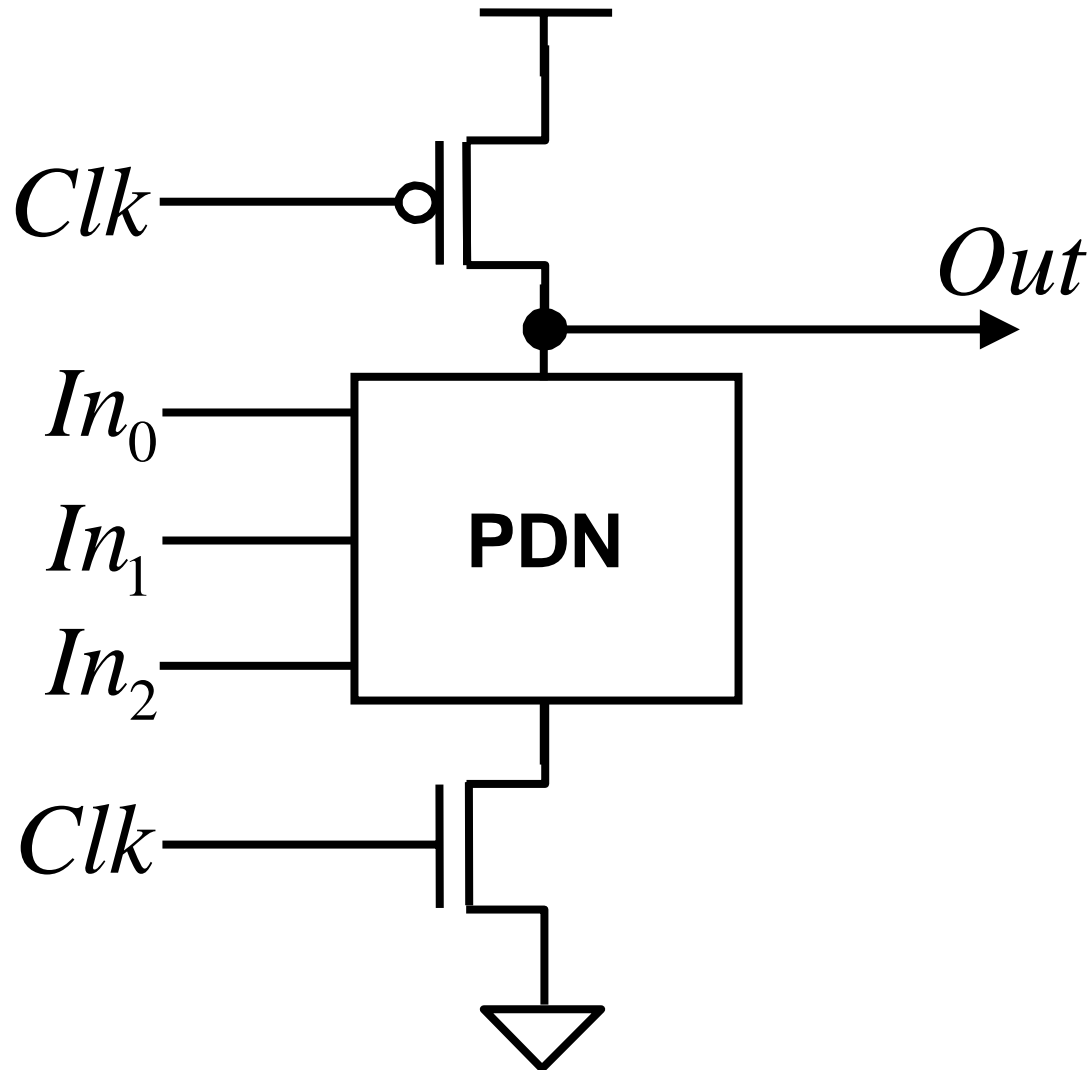 Clk
Out
In₀
In₁
PDN
In₂
Clk